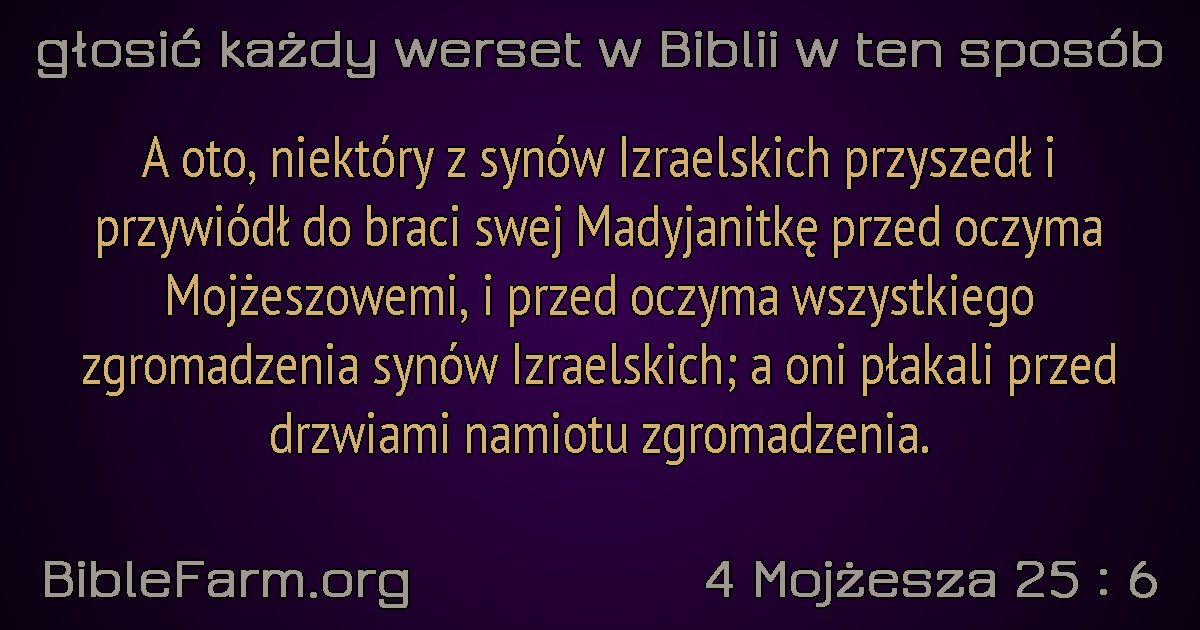 głosić każdy werset w Biblii w ten sposób
A oto, niektóry z synów Izraelskich przyszedł i
przywiódł do braci swej Madyjanitkę przed oczyma
Mojżeszowemi, i przed oczyma wszystkiego
zgromadzenia synów Izraelskich; a oni płakali przed
drzwiami namiotu zgromadzenia.
BibleFarm.org
4 Mojżesza 25 : 6